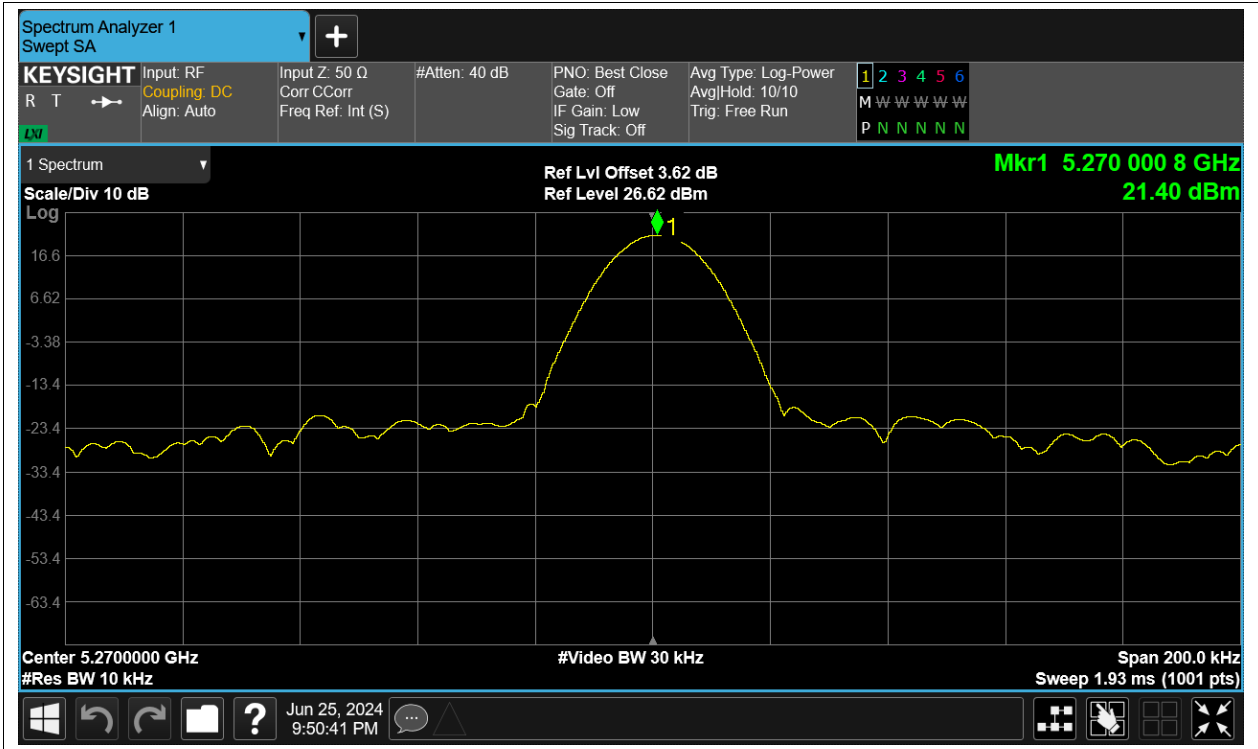 Spectrum Analyzer 1
Swept SA
KEYSIGHT
R T
LXI
Input: RF
Coupling: DC
Align: Auto
Input Z: 50 Ω
Corr CCorr
Freq Ref: Int (S)
#Atten: 40 dB
PNO: Best Close
Gate: Off
IF Gain: Low
Sig Track: Off
Avg Type: Log-Power
Avg|Hold: 10/10
Trig: Free Run
1 2 3 4 5 6
M W W W W W
P N N N N N
1 Spectrum
Scale/Div 10 dB
Log
Ref Lvl Offset 3.62 dB
Ref Level 26.62 dBm
Mkr1 5.270 000 8 GHz
21.40 dBm
1
16.6
6.62
-3.38
-13.4
-23.4
-33.4
-43.4
-53.4
-63.4
Center 5.2700000 GHz
#Video BW 30 kHz
Span 200.0 kHz
#Res BW 10 kHz
Sweep 1.93 ms (1001 pts)
?
Jun 25, 2024
9:50:41 PM